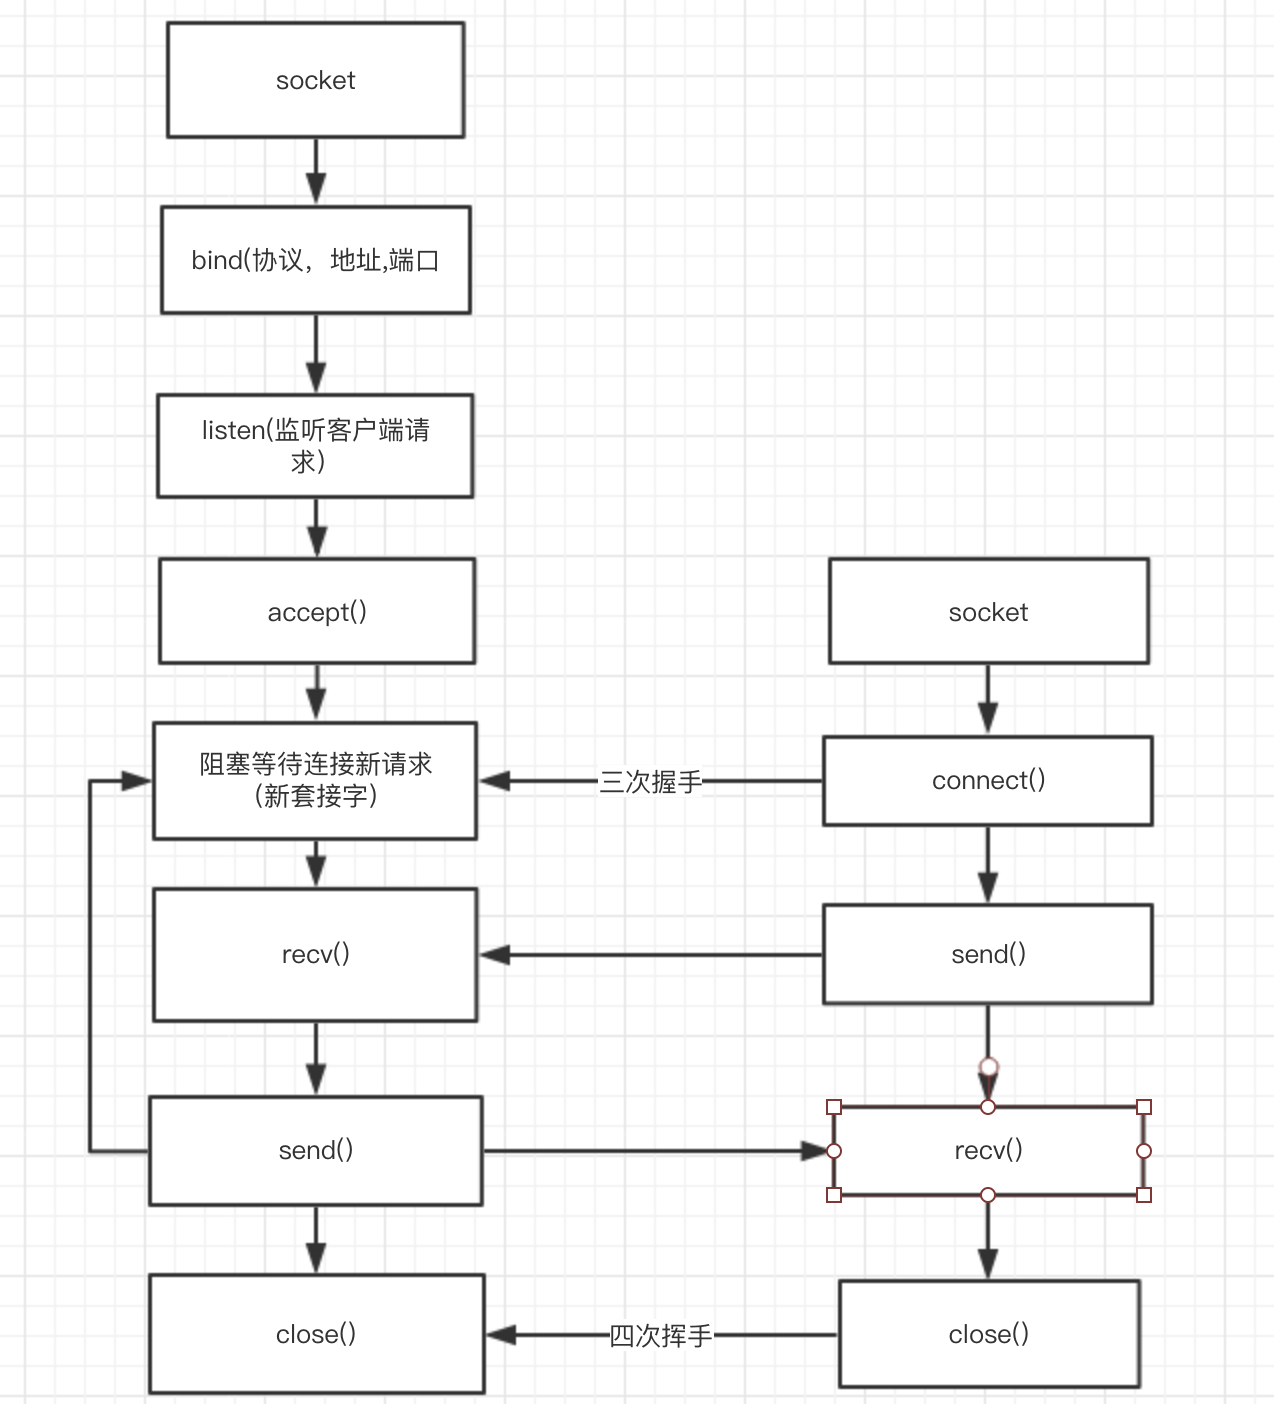 socket
bind(协议，地址,端口
listen(监听客户端请
求)
accept()
socket
阻塞等待连接新请求
（新套接字）
三次握手
connect()
recv()
send()
send()
recv()
close()
四次挥手
close()